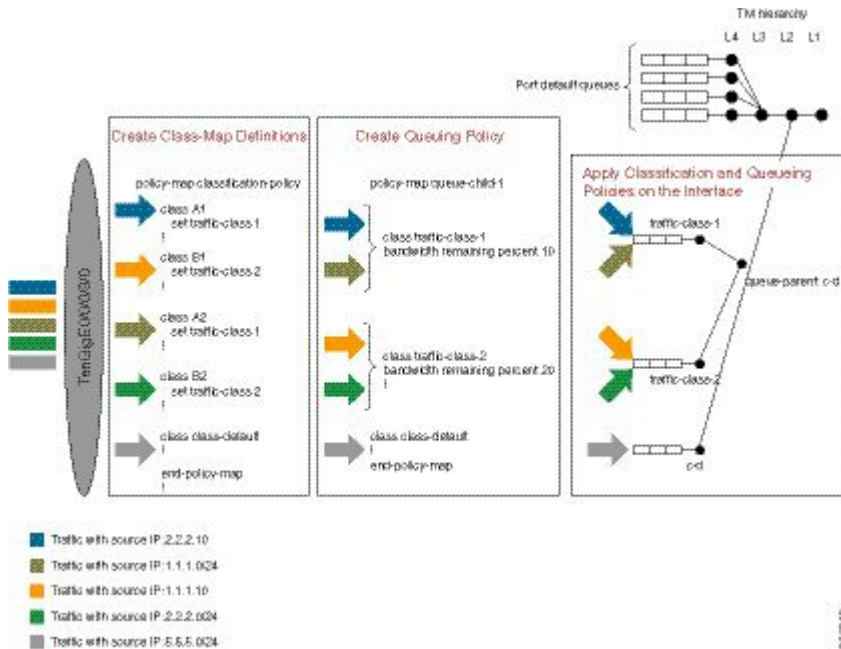 TM hierarchy
L4 L3 L2 L1
Port default queues
Create Class-Map Definitions
policy-map classification-policy
class A1
set traffic-class 1
!
class B1
set traffic-class-2
!
class A2
set traffic-class 1
!
class B2
set traffic-class-2
!
class class-default
!
end-policy-map
!
Create Queuing Policy
policy-map queue-child-1
class traffic-class-1
bandwidth remaining percent 10
class traffic-class-2
bandwidth remaining percent 20
!
class class-default
!
end-policy-map
Apply Classification and Queueing
Policies on the Interface
traffic-class-1
queue-parent c-d
traffic-class-2
c-d
TenGigE0/0/0/3/0
Traffic with source IP:2.2.2.10
Traffic with source IP:1.1.1.0/24
Traffic with source IP:1.1.1.10
Traffic with source IP:2.2.2.0/24
Traffic with source IP:5.5.5.0/24